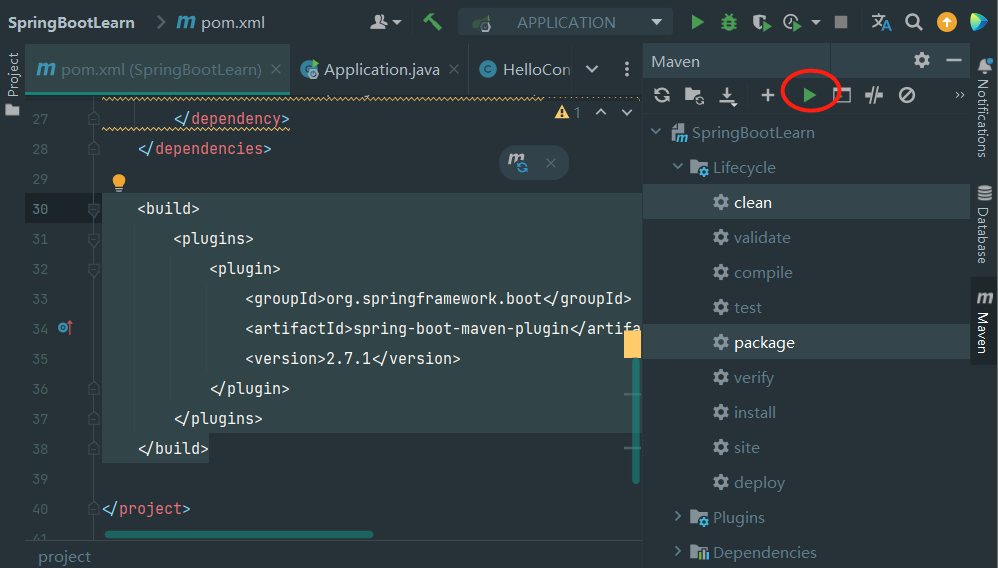 SpringBootLearn pom.xml APPLICATION
Project
pom.xml (SpringBootLearn) Application.java HelloCon
27 </dependency>
1
28 </dependencies>
29
30 <build>
31 <plugins>
32 <plugin>
33 <groupId>org.springframework.boot</groupId>
34 <artifactId>spring-boot-maven-plugin</artifa
35 <version>2.7.1</version>
36 </plugin>
37 </plugins>
38 </build>
39
40 </project>
41
project
Maven
SpringBootLearn
Lifecycle
clean
validate
compile
test
package
verify
install
site
deploy
Plugins
Dependencies
Notifications
Database
Maven